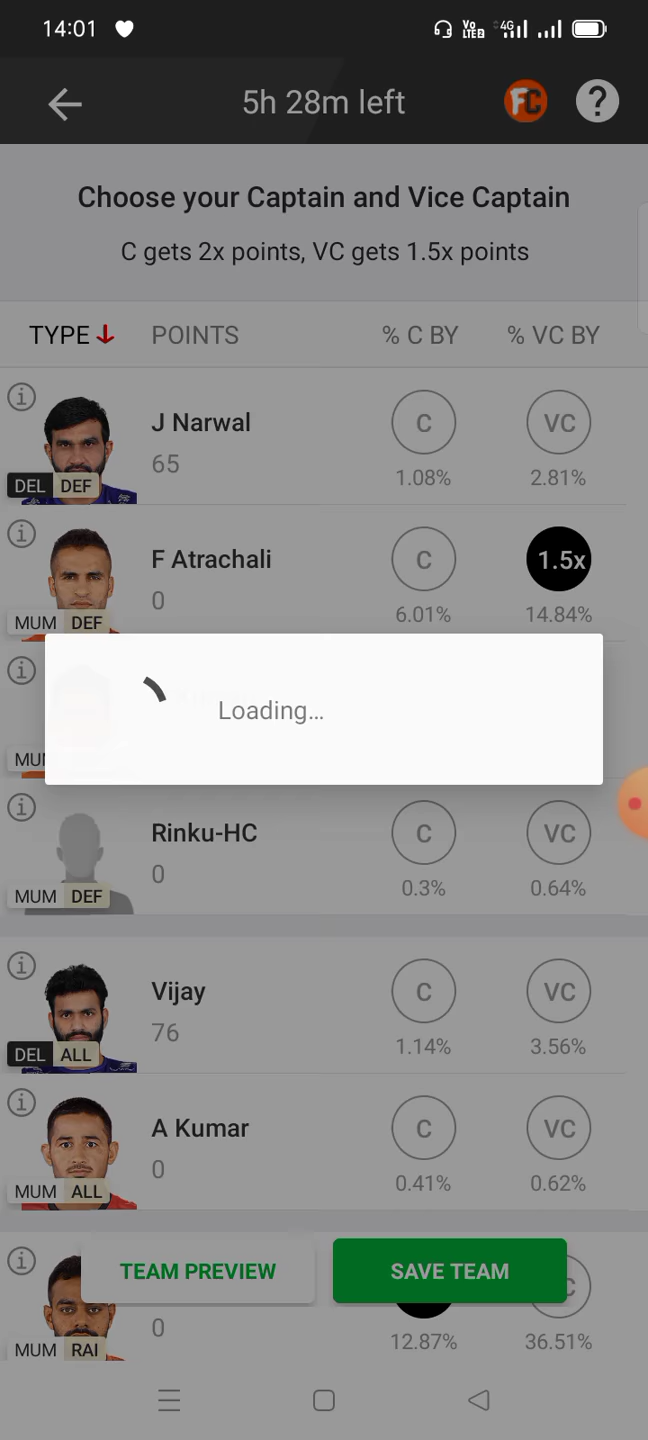 14:01
Vo LTE 2 4G
5h 28m left
FC ?
Choose your Captain and Vice Captain
C gets 2x points, VC gets 1.5x points
TYPE POINTS % C BY % VC BY
J Narwal C VC
65
DEL DEF 1.08% 2.81%
F Atrachali C 1.5x
0
MUM DEF 6.01% 14.84%
Loading...
Rinku-HC C VC
0
MUM DEF 0.3% 0.64%
Vijay C VC
76
DEL ALL 1.14% 3.56%
A Kumar C VC
0
MUM ALL 0.41% 0.62%
TEAM PREVIEW SAVE TEAM
0
MUM RAI 12.87% 36.51%